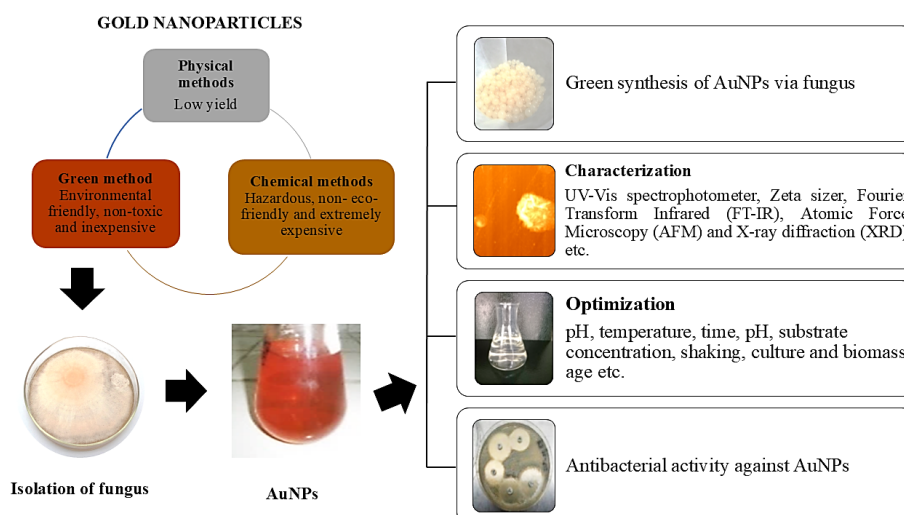 GOLD NANOPARTICLES
Physical
methods
Low yield
Green method
Environmental
friendly, non-toxic
and inexpensive
Chemical methods
Hazardous, non- eco-
friendly and extremely
expensive
Isolation of fungus
AuNPs
Green synthesis of AuNPs via fungus
Characterization
UV-Vis spectrophotometer, Zeta sizer, Fourier
Transform Infrared (FT-IR), Atomic Force
Microscopy (AFM) and X-ray diffraction (XRD)
etc.
Optimization
pH, temperature, time, pH, substrate
concentration, shaking, culture and biomass
age etc.
Antibacterial activity against AuNPs